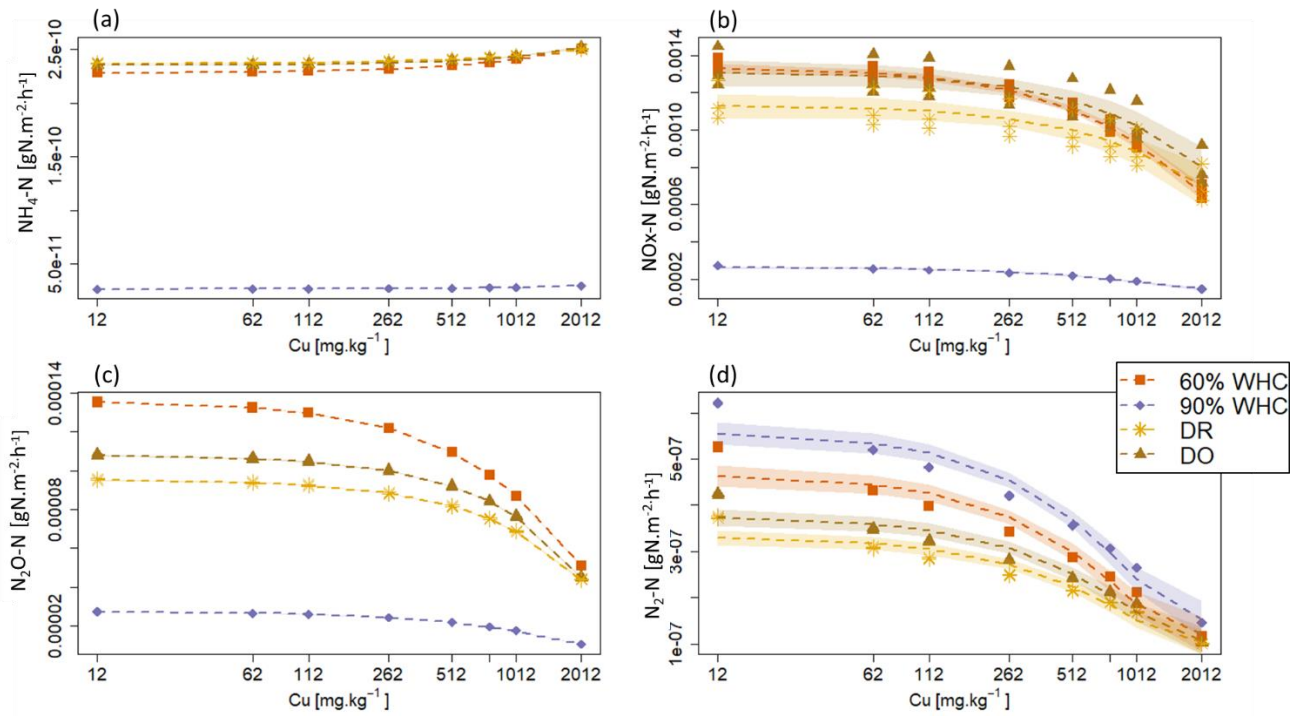 (a)
NH₄-N [gN.m⁻².h⁻¹]
2.5e-10
1.5e-10
5.0e-11
12 62 112 262 512 1012 2012
Cu [mg.kg⁻¹]
(b)
NOx-N [gN.m⁻².h⁻¹]
0.0014
0.0010
0.0006
0.0002
12 62 112 262 512 1012 2012
Cu [mg.kg⁻¹]
(c)
N₂O-N [gN.m⁻².h⁻¹]
0.00014
0.00008
0.00002
12 62 112 262 512 1012 2012
Cu [mg.kg⁻¹]
(d)
N₂-N [gN.m⁻².h⁻¹]
5e-07
3e-07
1e-07
12 62 112 262 512 1012 2012
Cu [mg.kg⁻¹]
60% WHC
90% WHC
DR
DO